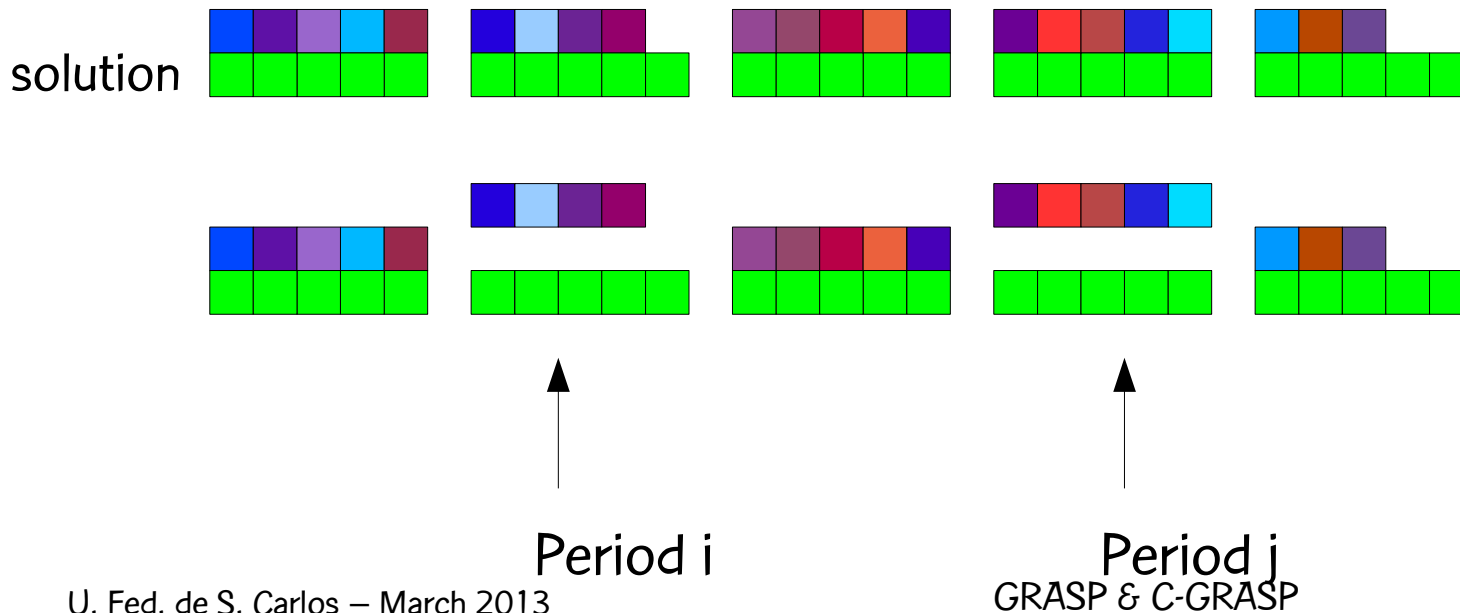 solution
Period i
Period j
U. Fed. de S. Carlos – March 2013
GRASP & C-GRASP